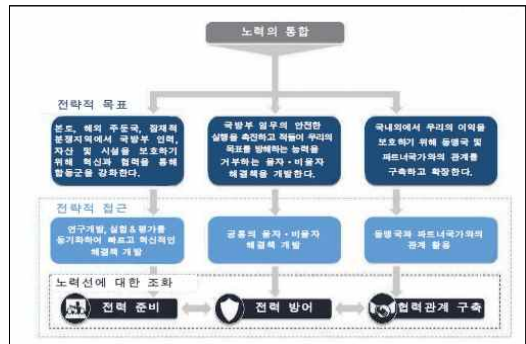 노력의 통합
전략적 목표
본토, 해외 주둔국, 잠재적
분쟁지역에서 국방부 인력,
자산 및 시설을 보호하기
위해 혁신과 협력을 통해
합동군을 강화한다.
국방부 임무의 안전한
실행을 촉진하고 적들이 우리의
목표를 방해하는 능력을
거부하는 물자·비물자
해결책을 개발한다.
국내외에서 우리의 이익을
보호하기 위해 동맹국 및
파트너국가와의 관계를
구축하고 확장한다.
전략적 접근
연구개발, 실험&평가를
동기화하여 빠르고 혁신적인
해결책 개발
공통의 물자·비물자
해결책 개발
동맹국과 파트너국가와의
관계 활용
노력선에 대한 조화
전력 준비
전력 방어
협력관계 구축